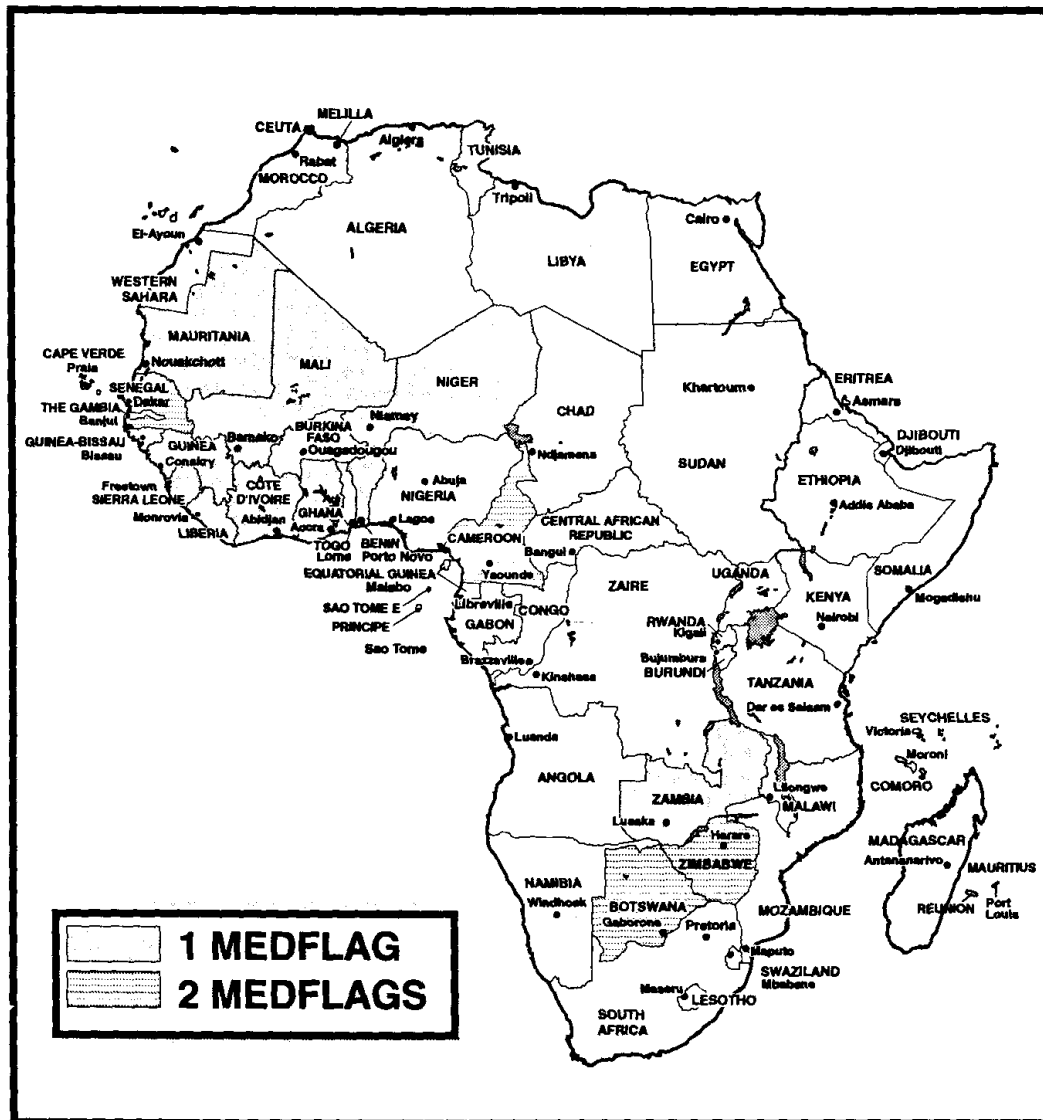 MELILLA
CEUTA
Algiers
TUNISIA
Rabat
MOROCCO
Tripoli
Cairo
El-Ayoun
ALGERIA
LIBYA
EGYPT
WESTERN
SAHARA
MAURITANIA
CAPE VERDE
Praia
Nouakchott
MALI
NIGER
CHAD
Khartoum
ERITREA
Asmara
SENEGAL
Dakar
THE GAMBIA
Banjul
GUINEA-BISSAU
Bissau
GUINEA
Conakry
Bamako
BURKINA
FASO
Ouagadougou
Niamey
Ndjamena
SUDAN
DJIBOUTI
Djibouti
ETHIOPIA
Addis Ababa
Freetown
SIERRA LEONE
Monrovia
LIBERIA
CÔTE
D'IVOIRE
Abidjan
GHANA
Accra
TOGO
Lome
BENIN
Porto Novo
Lagos
Abuja
NIGERIA
CAMEROON
Yaounde
CENTRAL AFRICAN
REPUBLIC
Bangui
EQUATORIAL GUINEA
Malabo
SAO TOME E
PRINCIPE
Sao Tome
Libreville
GABON
CONGO
Brazzaville
Kinshasa
ZAIRE
UGANDA
KENYA
Nairobi
SOMALIA
Mogadishu
RWANDA
Kigali
Bujumbura
BURUNDI
TANZANIA
Dar es Salaam
SEYCHELLES
Victoria
Moroni
COMORO
Luanda
ANGOLA
ZAMBIA
Lusaka
Lilongwe
MALAWI
Harare
ZIMBABWE
MADAGASCAR
Antananarivo
MAURITIUS
Port
Louis
REUNION
NAMIBIA
Windhoek
BOTSWANA
Gaborone
Pretoria
MOZAMBIQUE
Maputo
SWAZILAND
Mbabane
Maseru
LESOTHO
SOUTH
AFRICA
1 MEDFLAG
2 MEDFLAGS